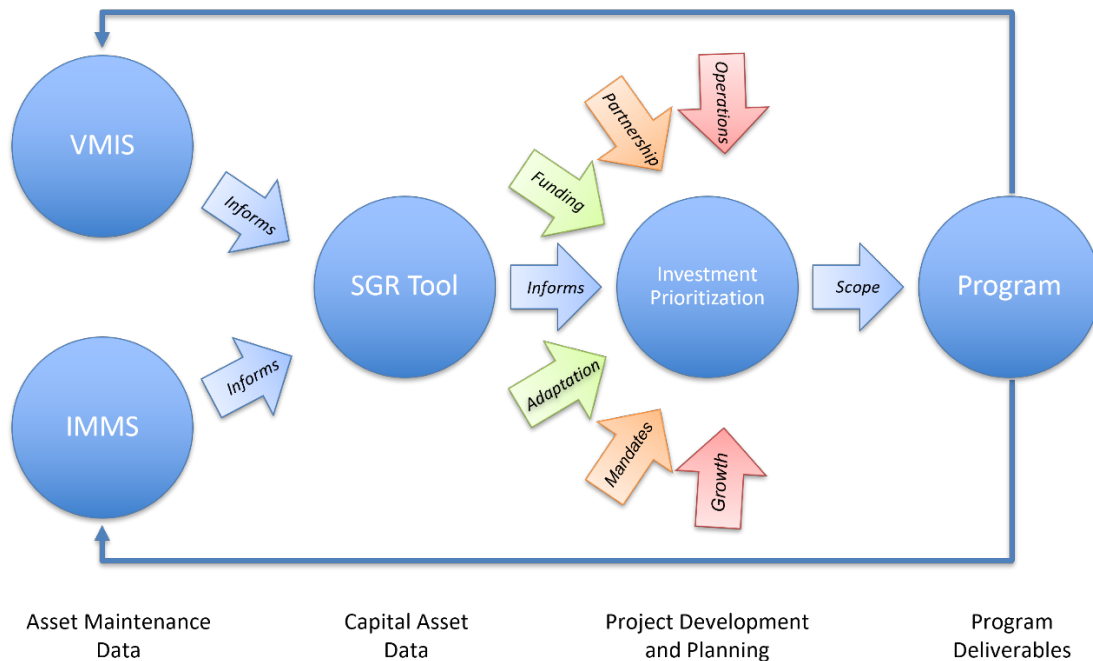 VMIS
IMMS
Informs
Informs
SGR Tool
Informs
Funding
Partnership
Operations
Adaptation
Mandates
Growth
Investment
Prioritization
Scope
Program
Asset Maintenance
Data
Capital Asset
Data
Project Development
and Planning
Program
Deliverables